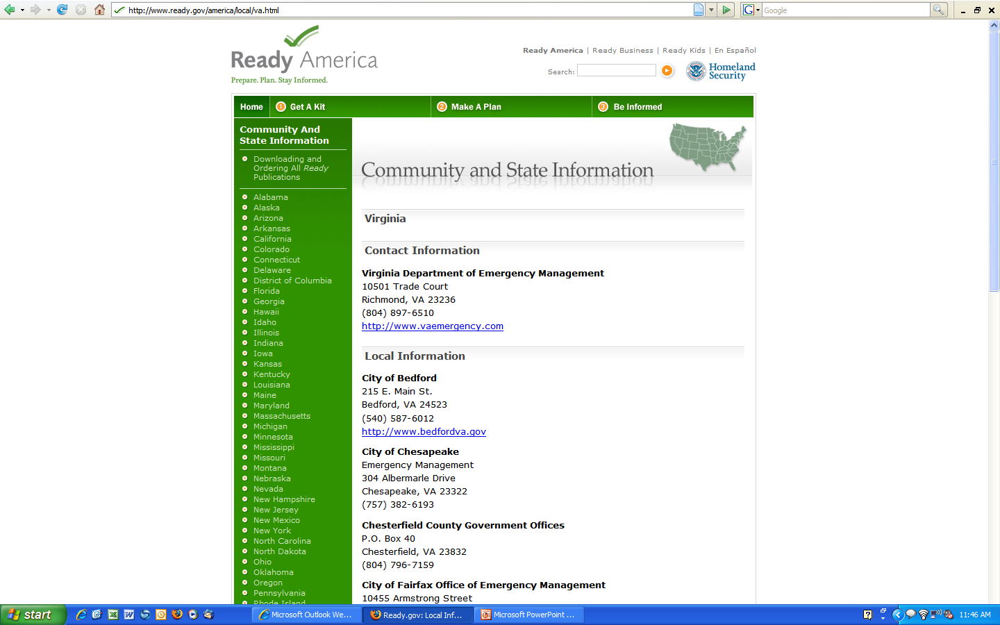 http://www.ready.gov/america/local/va.html
G
Google
Ready America
Prepare. Plan. Stay Informed.
Ready America | Ready Business | Ready Kids | En Español
Search:
Homeland
Security
Home
1 Get A Kit
2 Make A Plan
3 Be Informed
Community And
State Information
Downloading and
Ordering All Ready
Publications
Alabama
Alaska
Arizona
Arkansas
California
Colorado
Connecticut
Delaware
District of Columbia
Florida
Georgia
Hawaii
Idaho
Illinois
Indiana
Iowa
Kansas
Kentucky
Louisiana
Maine
Maryland
Massachusetts
Michigan
Minnesota
Mississippi
Missouri
Montana
Nebraska
Nevada
New Hampshire
New Jersey
New Mexico
New York
North Carolina
North Dakota
Ohio
Oklahoma
Oregon
Pennsylvania
Rhode Island
Community and State Information
Virginia
Contact Information
Virginia Department of Emergency Management
10501 Trade Court
Richmond, VA 23236
(804) 897-6510
http://www.vaemergency.com
Local Information
City of Bedford
215 E. Main St.
Bedford, VA 24523
(540) 587-6012
http://www.bedfordva.gov
City of Chesapeake
Emergency Management
304 Albermarle Drive
Chesapeake, VA 23322
(757) 382-6193
Chesterfield County Government Offices
P.O. Box 40
Chesterfield, VA 23832
(804) 796-7159
City of Fairfax Office of Emergency Management
10455 Armstrong Street
start
Microsoft Outlook We...
Ready.gov: Local Inf...
Microsoft PowerPoint ...
11:46 AM